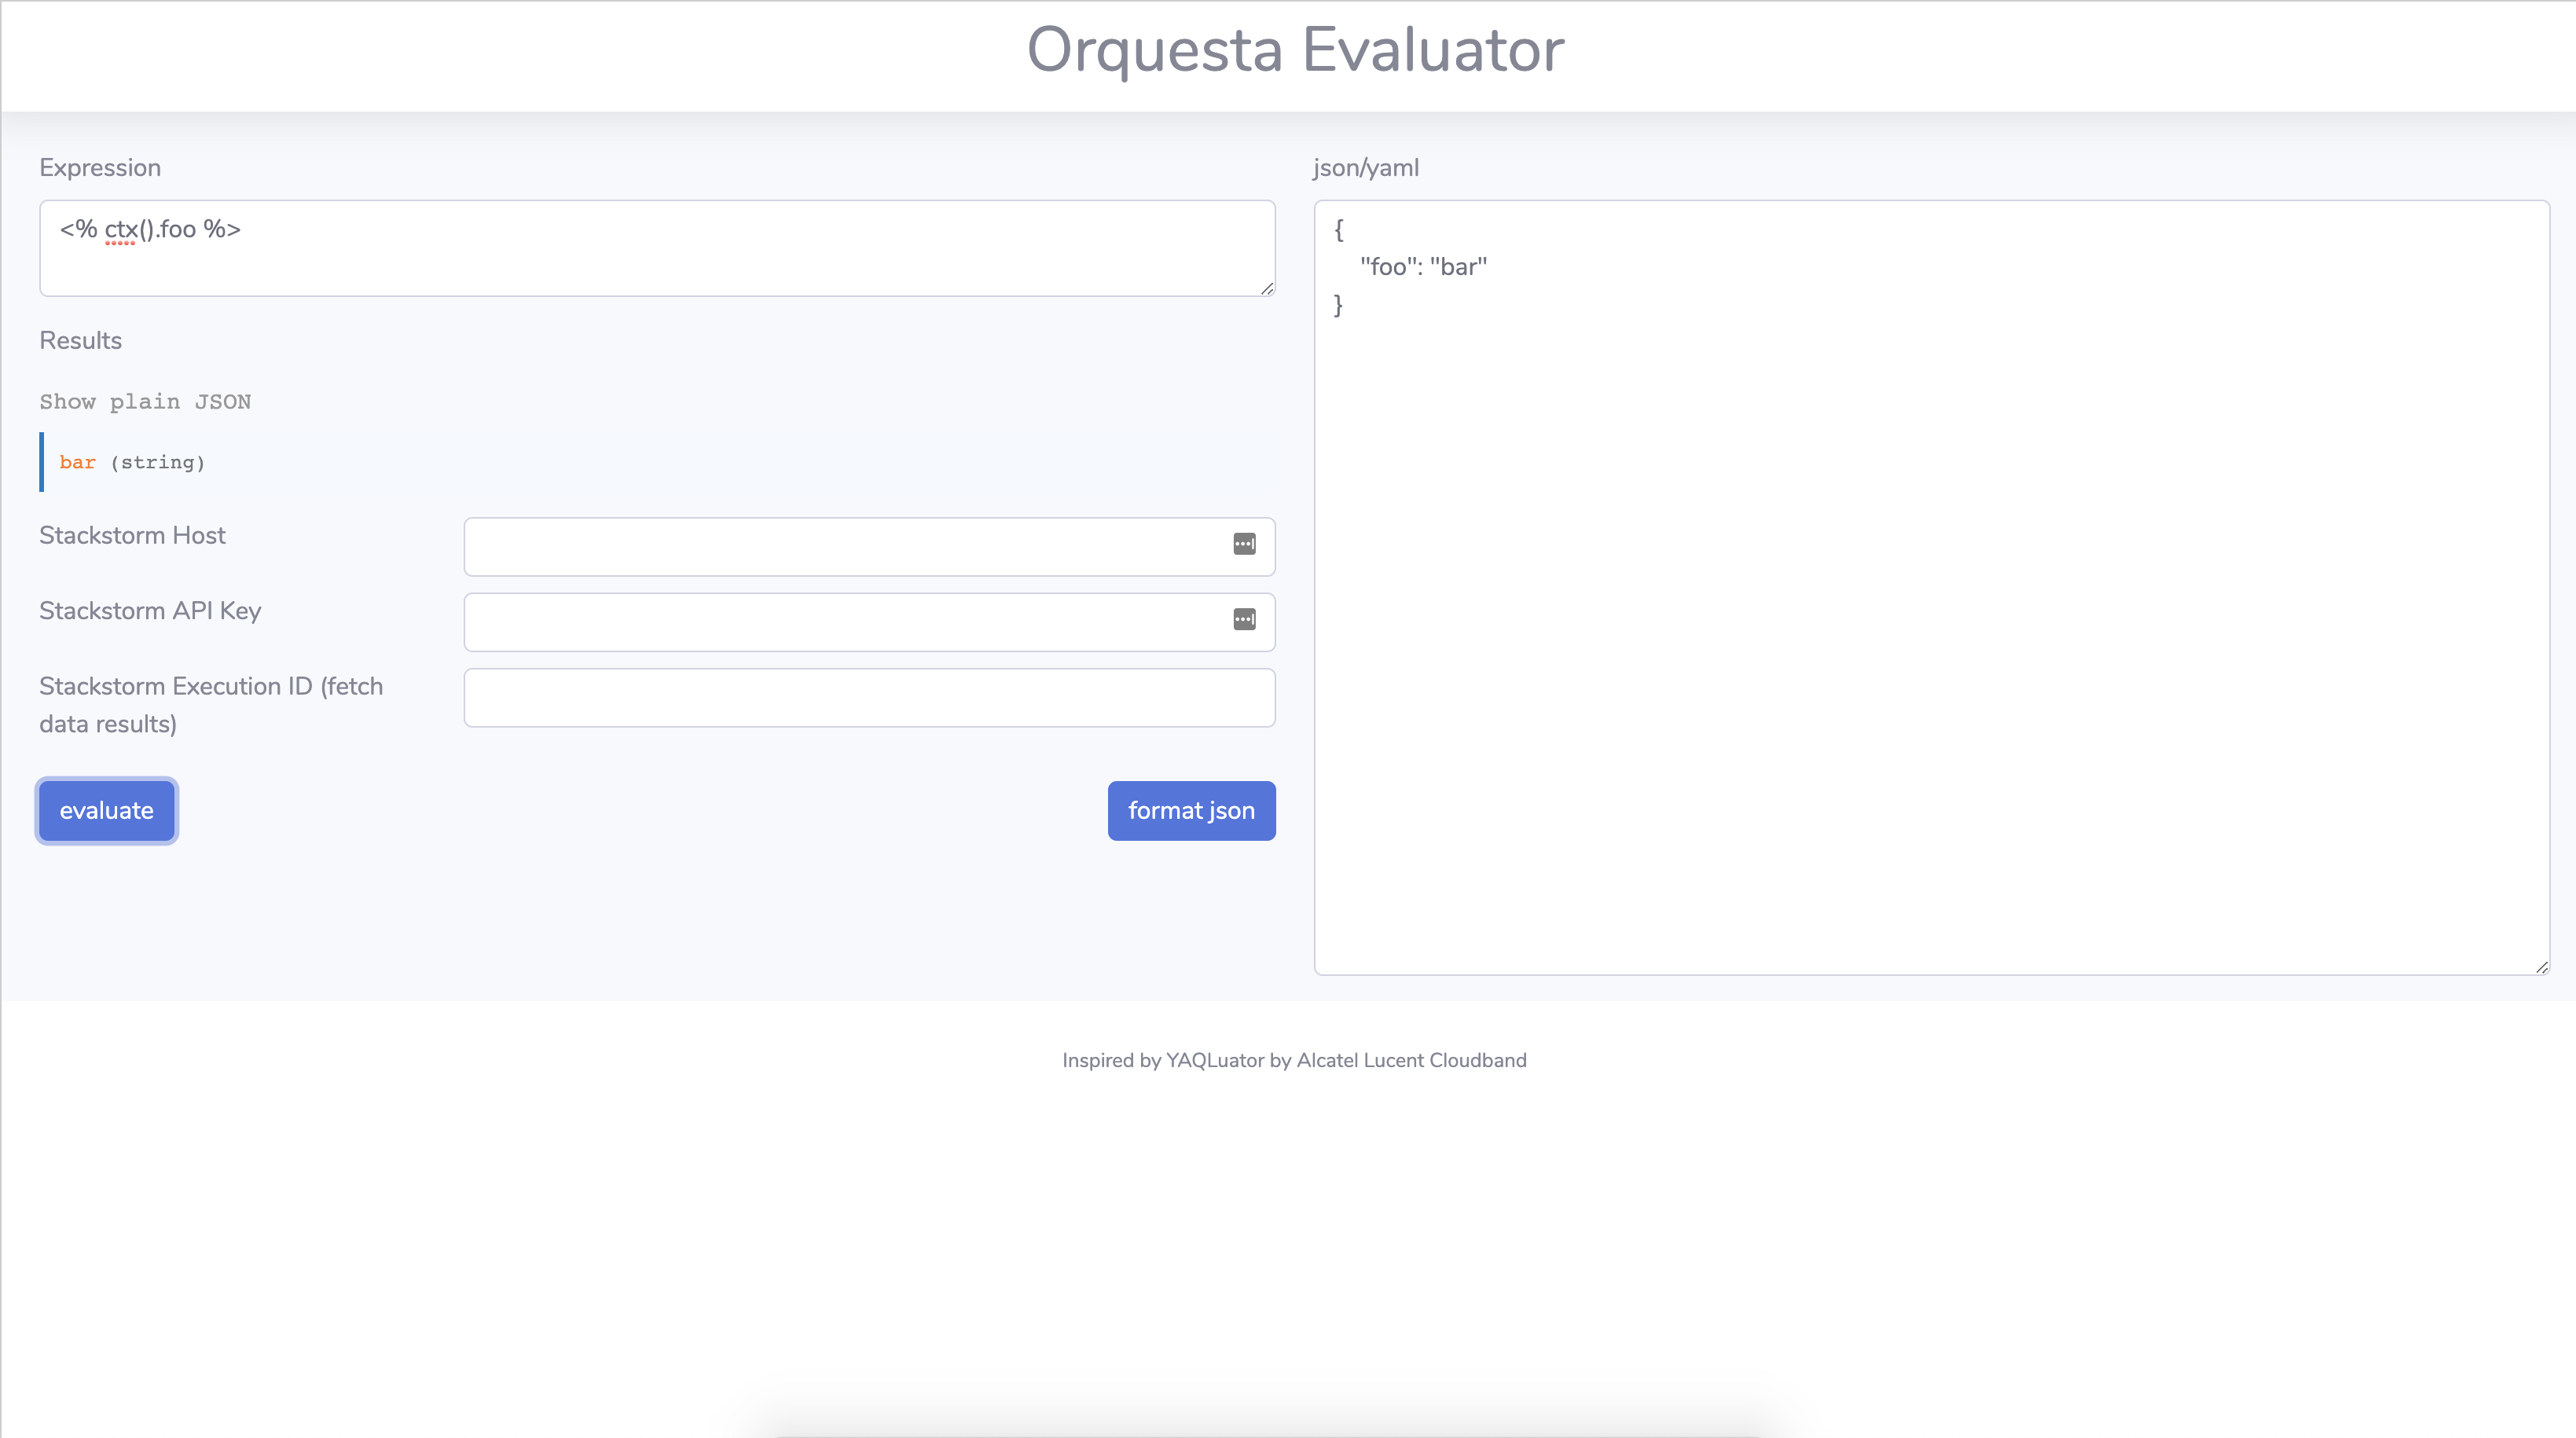 Orquesta Evaluator
Expression
<% ctx().foo %>
Results
Show plain JSON
bar (string)
Stackstorm Host
Stackstorm API Key
Stackstorm Execution ID (fetch
data results)
evaluate
format json
json/yaml
{
"foo": "bar"
}
Inspired by YAQLuator by Alcatel Lucent Cloudband